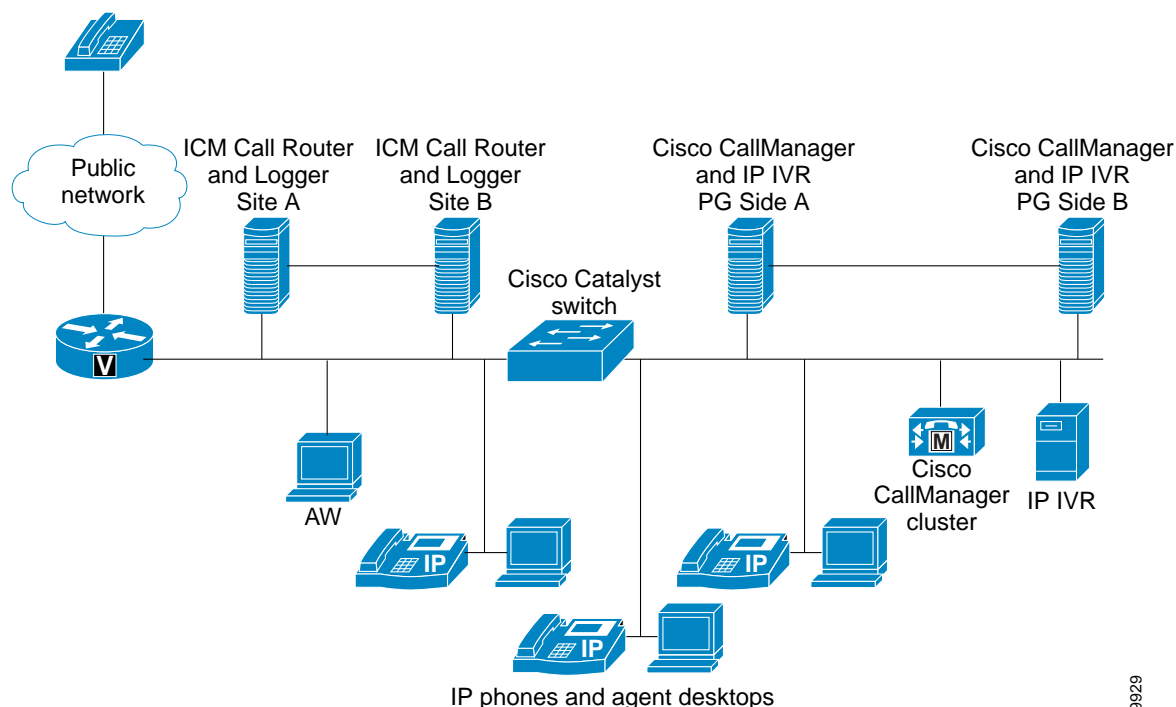 Public
network
ICM Call Router
and Logger
Site A
ICM Call Router
and Logger
Site B
Cisco CallManager
and IP IVR
PG Side A
Cisco CallManager
and IP IVR
PG Side B
Cisco Catalyst
switch
V
AW
M
Cisco
CallManager
cluster
IP IVR
IP
IP
IP
IP phones and agent desktops